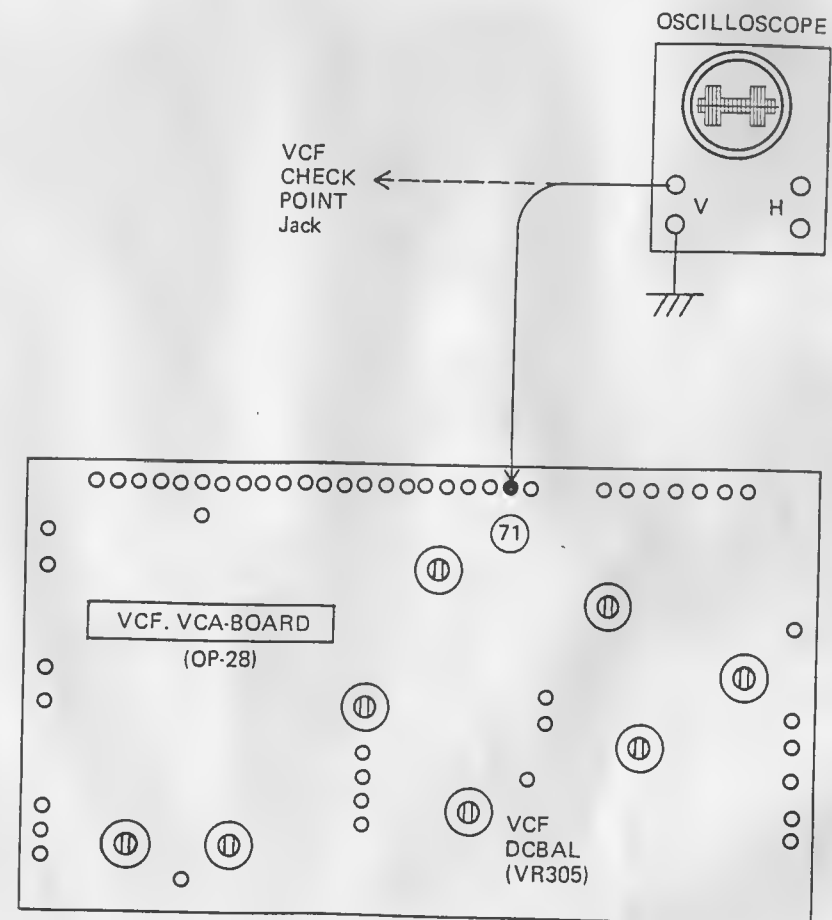 OSCILLOSCOPE
VCF
CHECK
POINT
Jack
V
H
71
VCF. VCA-BOARD
(OP-28)
VCF
DCBAL
(VR305)